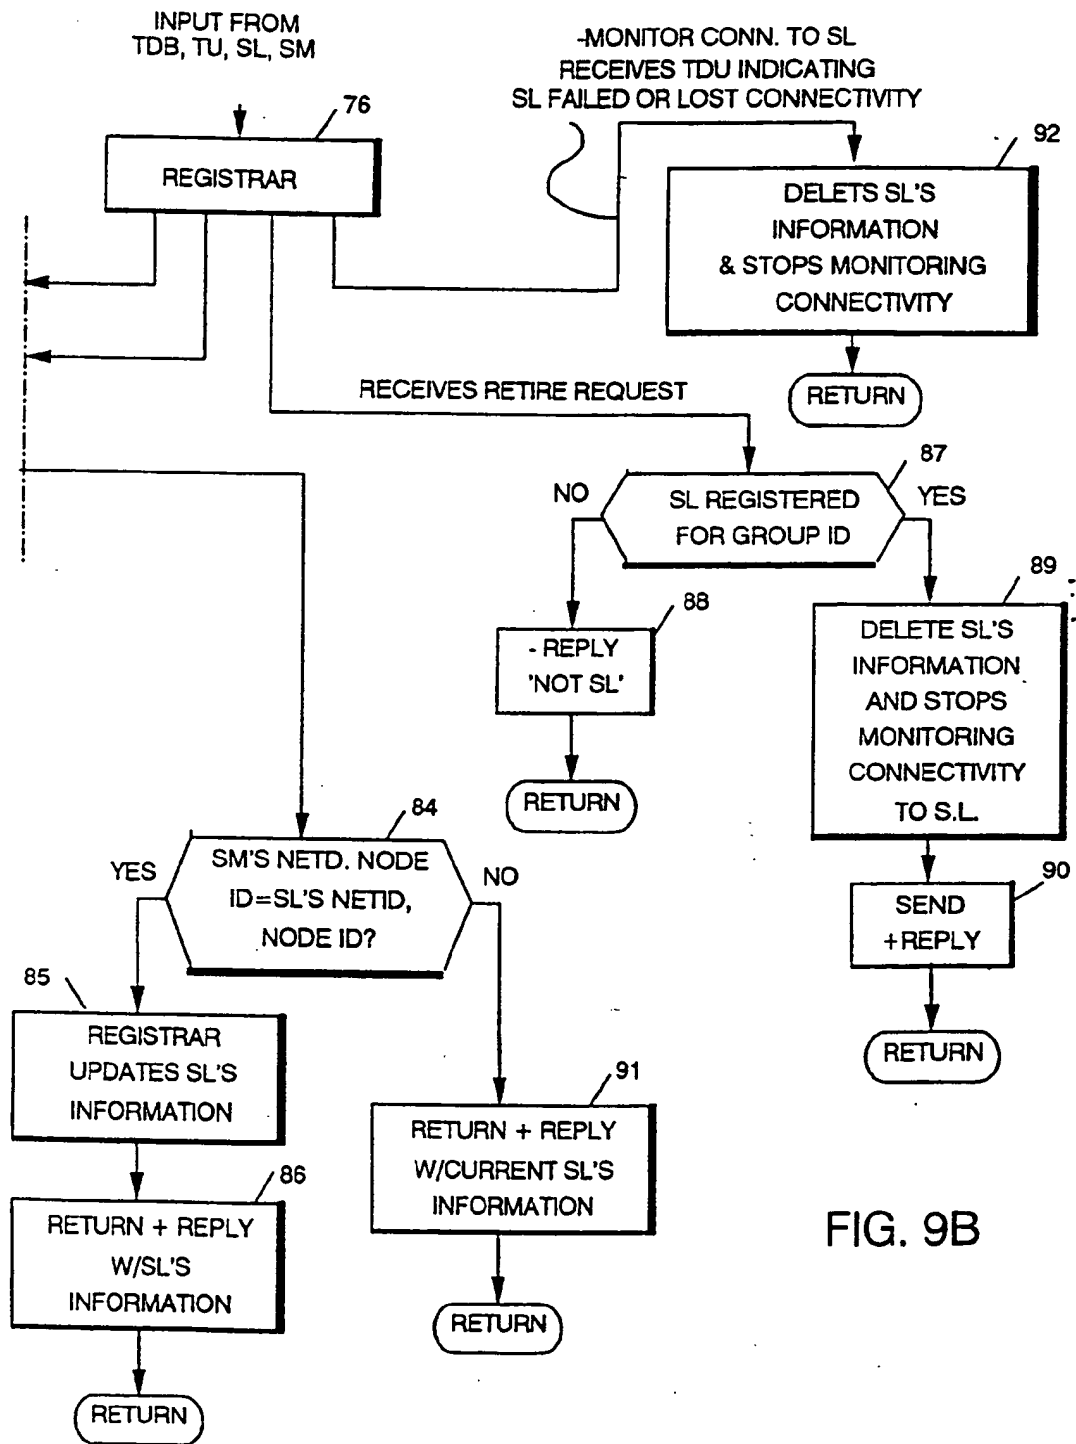 INPUT FROM
TDB, TU, SL, SM
-MONITOR CONN. TO SL
RECEIVES TDU INDICATING
SL FAILED OR LOST CONNECTIVITY
76
REGISTRAR
92
DELETS SL'S
INFORMATION
& STOPS MONITORING
CONNECTIVITY
RETURN
RECEIVES RETIRE REQUEST
87
NO
SL REGISTERED
FOR GROUP ID
YES
88
- REPLY
'NOT SL'
RETURN
89
DELETE SL'S
INFORMATION
AND STOPS
MONITORING
CONNECTIVITY
TO S.L.
90
SEND
+REPLY
RETURN
84
YES
SM'S NETD. NODE
ID=SL'S NETID,
NODE ID?
NO
85
REGISTRAR
UPDATES SL'S
INFORMATION
86
RETURN + REPLY
W/SL'S
INFORMATION
RETURN
91
RETURN + REPLY
W/CURRENT SL'S
INFORMATION
RETURN
FIG. 9B